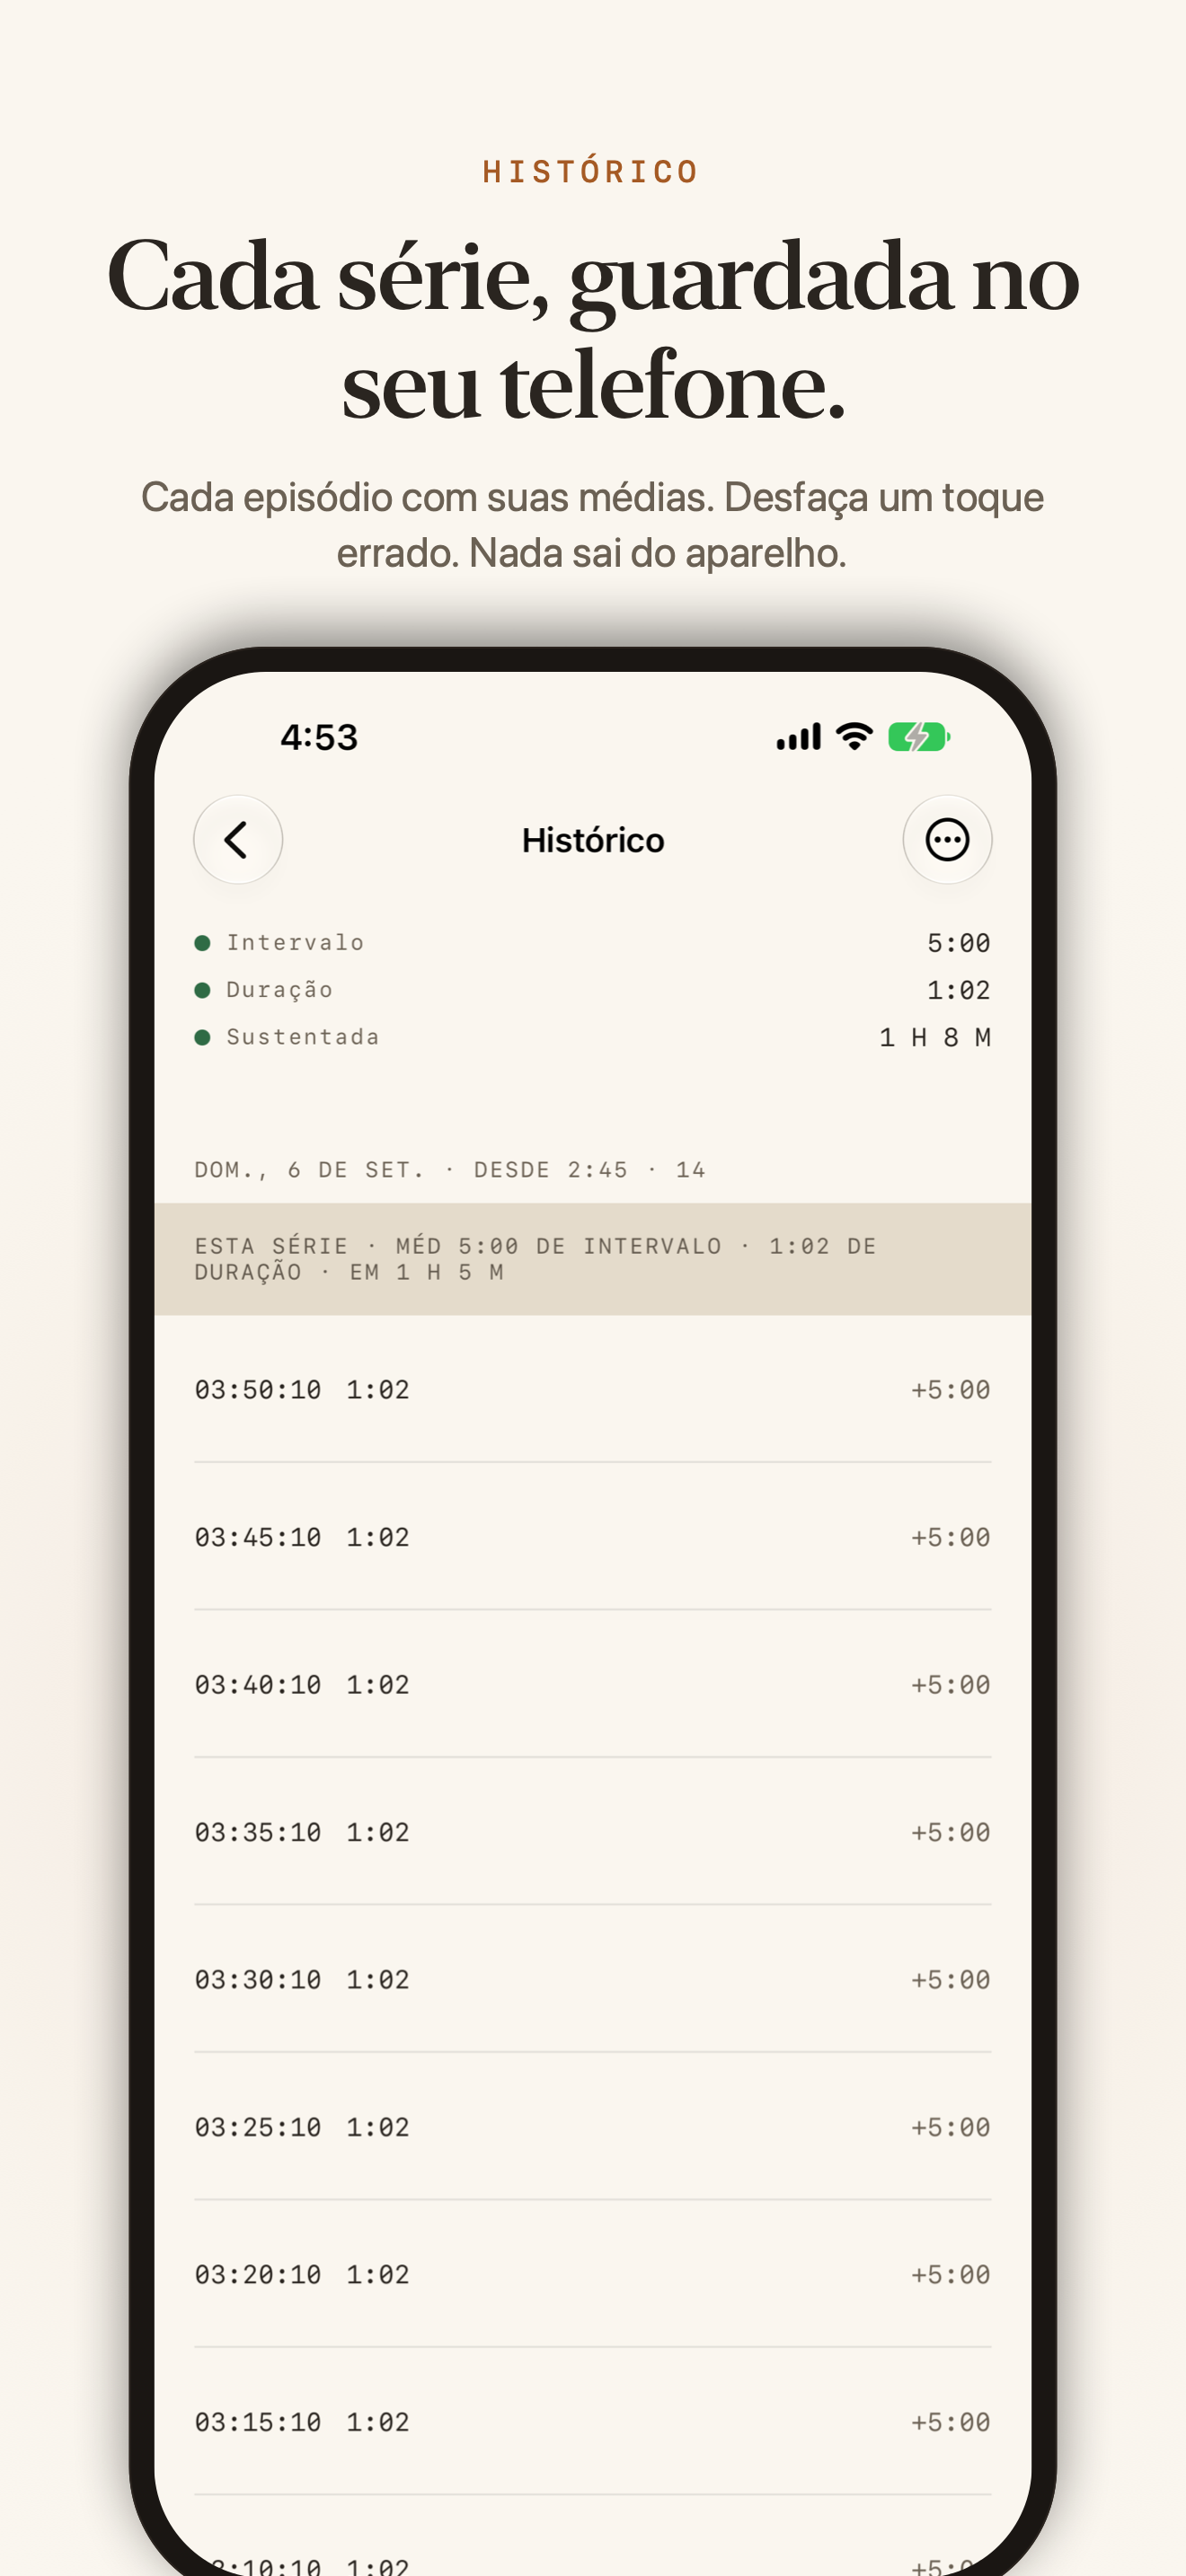 HISTÓRICO
Cada série, guardada no
seu telefone.
Cada episódio com suas médias. Desfaça um toque
errado. Nada sai do aparelho.
4:53
Histórico
Intervalo 5:00
Duração 1:02
Sustentada 1 H 8 M
DOM., 6 DE SET. · DESDE 2:45 · 14
ESTA SÉRIE · MÉD 5:00 DE INTERVALO · 1:02 DE
DURAÇÃO · EM 1 H 5 M
03:50:10 1:02 +5:00
03:45:10 1:02 +5:00
03:40:10 1:02 +5:00
03:35:10 1:02 +5:00
03:30:10 1:02 +5:00
03:25:10 1:02 +5:00
03:20:10 1:02 +5:00
03:15:10 1:02 +5:00
1:02